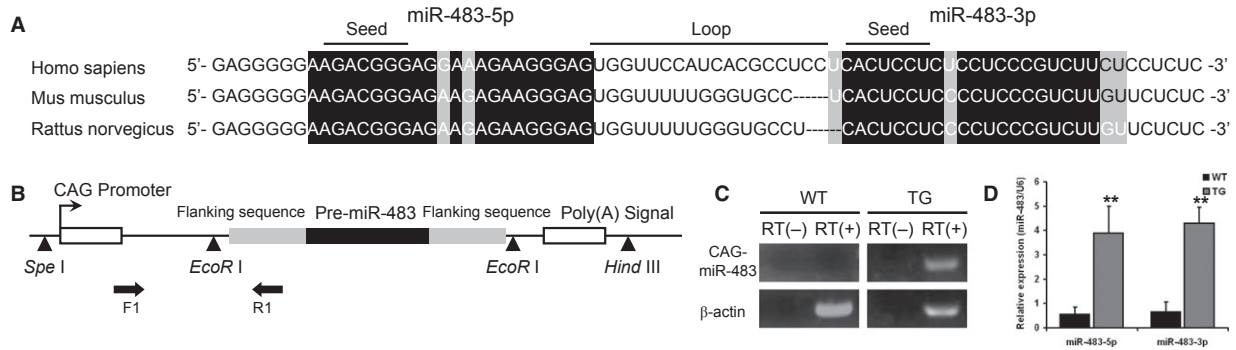 A
miR-483-5p
miR-483-3p
Seed
Loop
Seed
Homo sapiens 5'- GAGGGGGAAGACGGGAGGAAAGAAGGGAGUGGUUCCAUCACGCCUCCUCACUCCUCUCCUCCCGUCUUCUCCUCUC -3'
Mus musculus 5'- GAGGGGGAAGACGGGAGAAGAGAAGGGAGUGGUUUUUGGGUGCC-----UCACUCCUCCCCUCCCGUCUUGUUCUCUC -3'
Rattus norvegicus 5'- GAGGGGGAAGACGGGAGAAGAGAAGGGAGUGGUUUUUGGGUGCCU-----CACUCCUCCCCUCCCGUCUUGUUCUCUC -3'
B
CAG Promoter
Flanking sequence Pre-miR-483 Flanking sequence Poly(A) Signal
Spe I EcoR I EcoR I Hind III
F1 R1
C
WT TG
RT(–) RT(+) RT(–) RT(+)
CAG-
miR-483
β-actin
D
WT
TG
Relative expression (miR-483/U6)
6
5
4
3
2
1
0
** **
miR-483-5p miR-483-3p